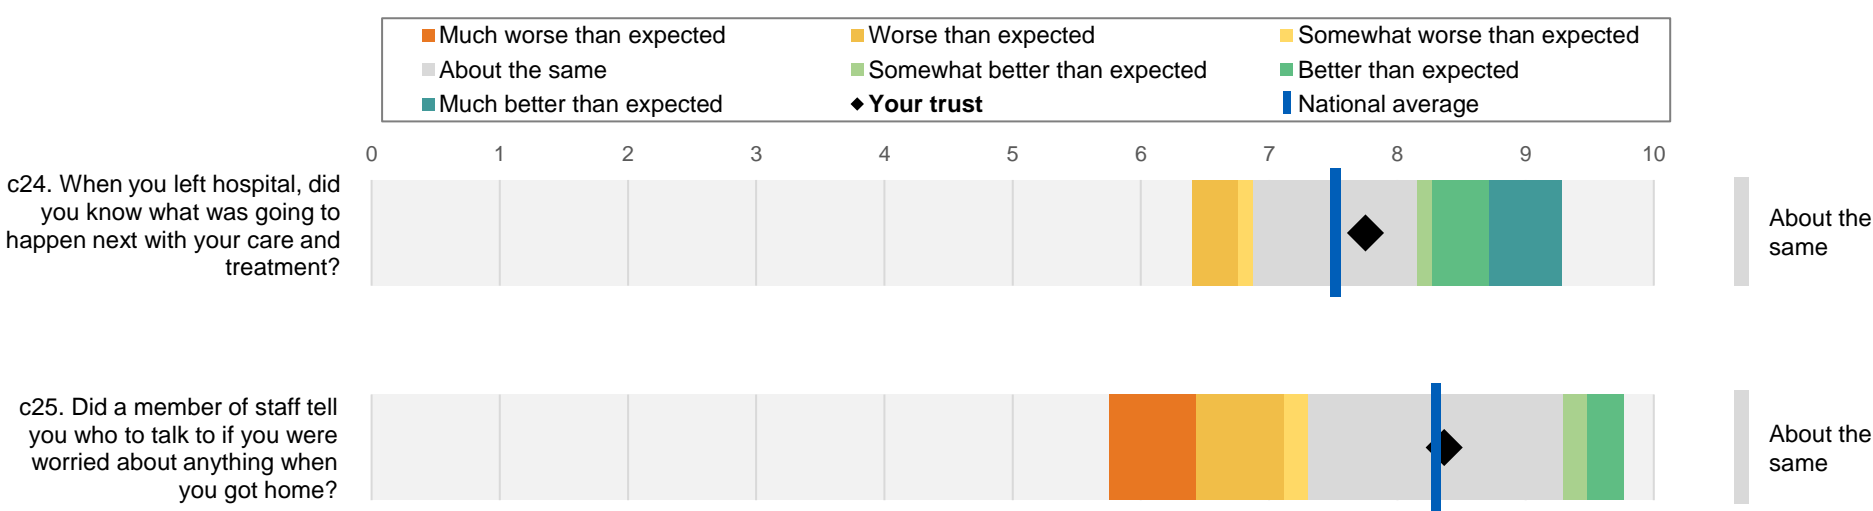 Much worse than expected
Worse than expected
Somewhat worse than expected
About the same
Somewhat better than expected
Better than expected
Much better than expected
Your trust
National average
0 1 2 3 4 5 6 7 8 9 10
c24. When you left hospital, did
you know what was going to
happen next with your care and
treatment?
About the
same
c25. Did a member of staff tell
you who to talk to if you were
worried about anything when
you got home?
About the
same